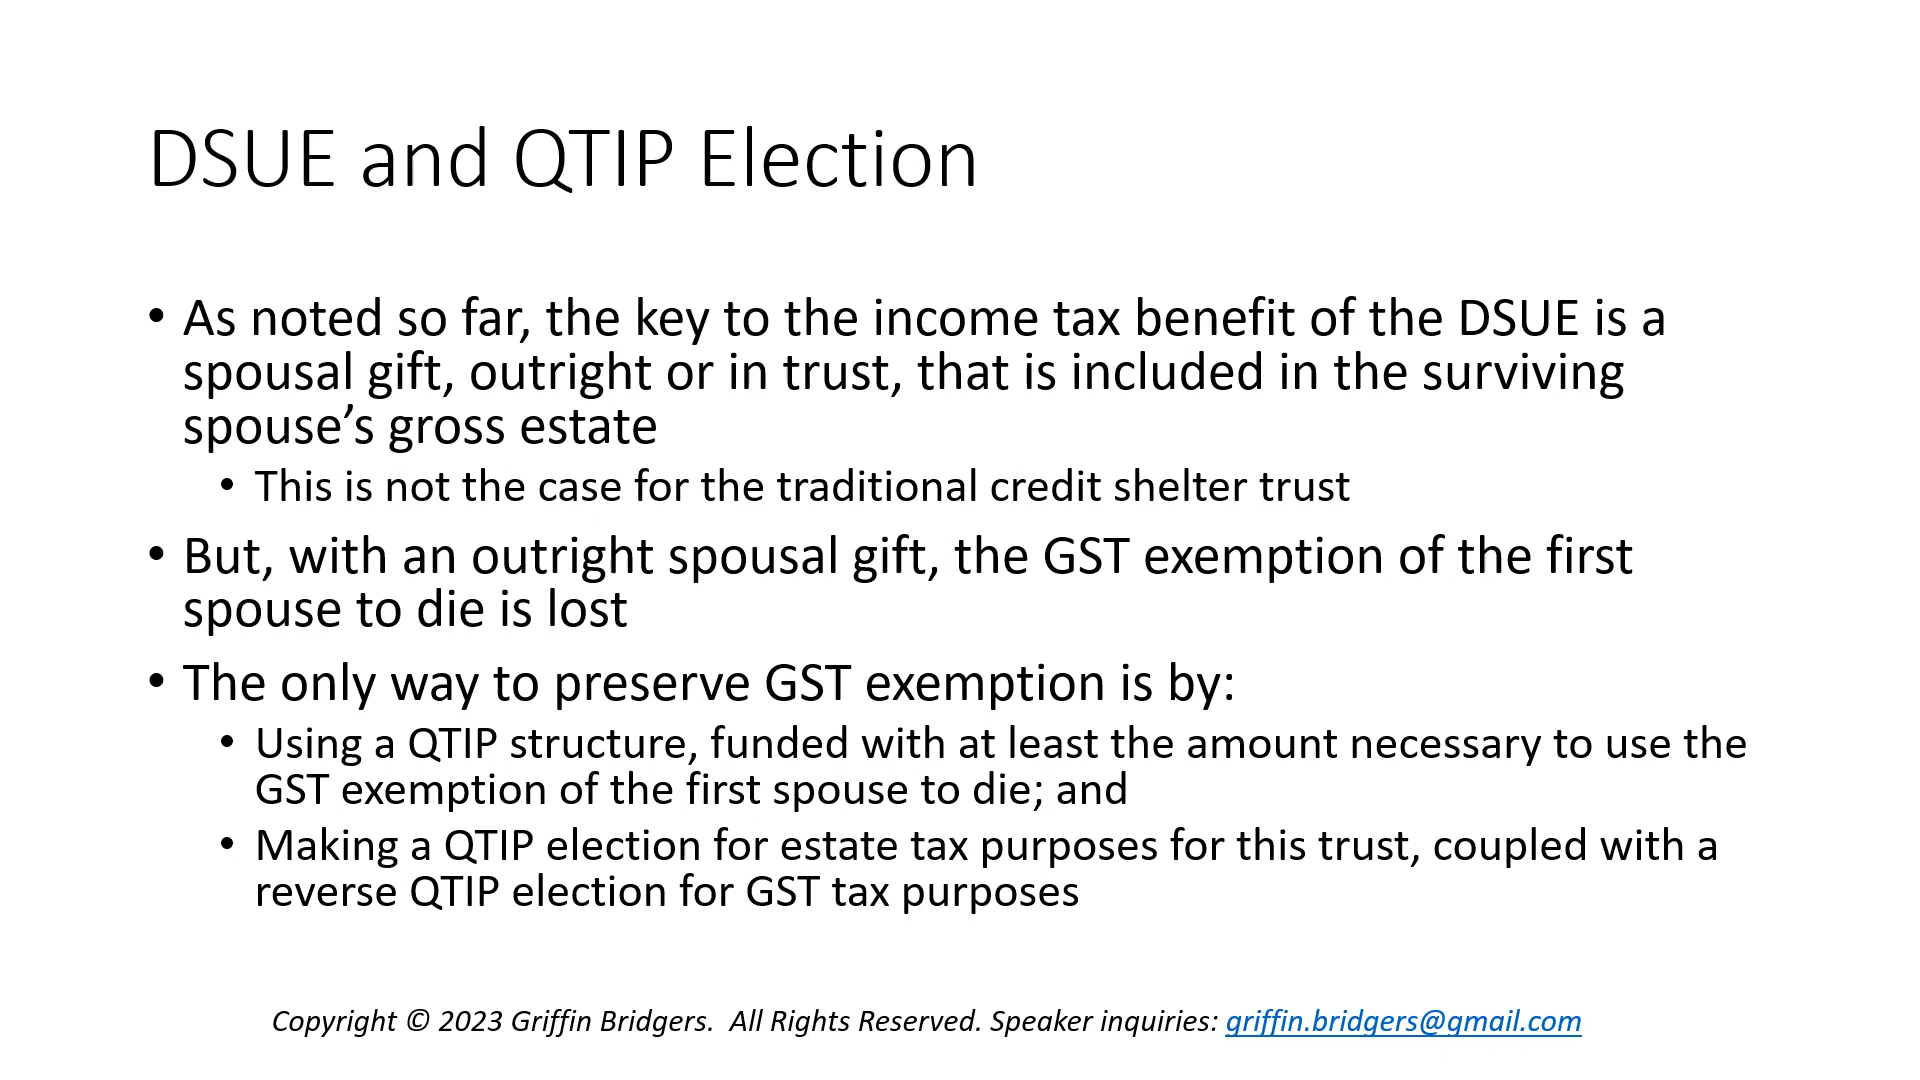 DSUE and QTIP Election
• As noted so far, the key to the income tax benefit of the DSUE is a
spousal gift, outright or in trust, that is included in the surviving
spouse’s gross estate
• This is not the case for the traditional credit shelter trust
• But, with an outright spousal gift, the GST exemption of the first
spouse to die is lost
• The only way to preserve GST exemption is by:
• Using a QTIP structure, funded with at least the amount necessary to use the
GST exemption of the first spouse to die; and
• Making a QTIP election for estate tax purposes for this trust, coupled with a
reverse QTIP election for GST tax purposes
Copyright © 2023 Griffin Bridgers.  All Rights Reserved. Speaker inquiries: griffin.bridgers@gmail.com